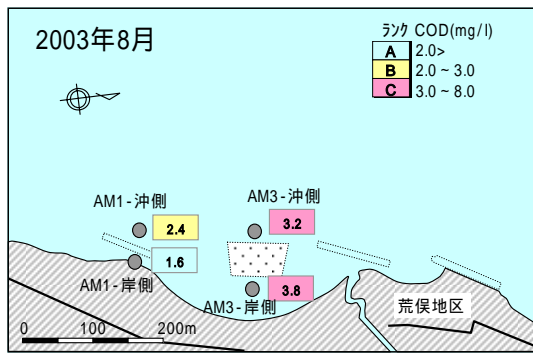 2003年8月
ﾗﾝｸ COD(mg/l)
A 2.0>
B 2.0 ~ 3.0
C 3.0 ~ 8.0
AM1-沖側
2.4
AM3-沖側
3.2
1.6
AM1-岸側
3.8
AM3-岸側
荒俣地区
0 100 200m